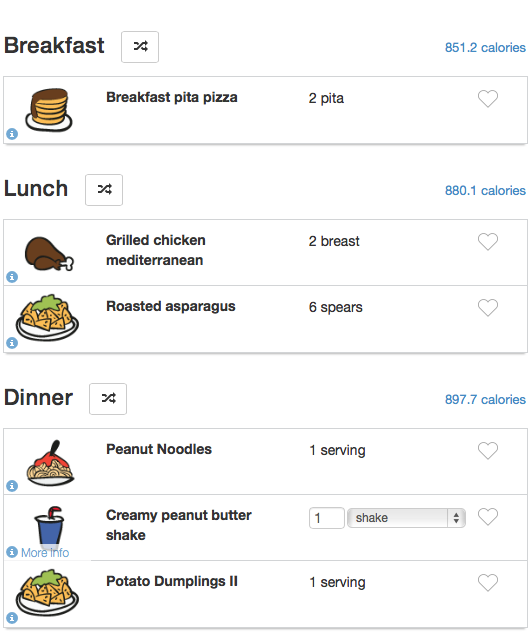 Breakfast
851.2 calories
Breakfast pita pizza
2 pita
Lunch
880.1 calories
Grilled chicken
mediterranean
2 breast
Roasted asparagus
6 spears
Dinner
897.7 calories
Peanut Noodles
1 serving
Creamy peanut butter
shake
1
shake
More Info
Potato Dumplings II
1 serving